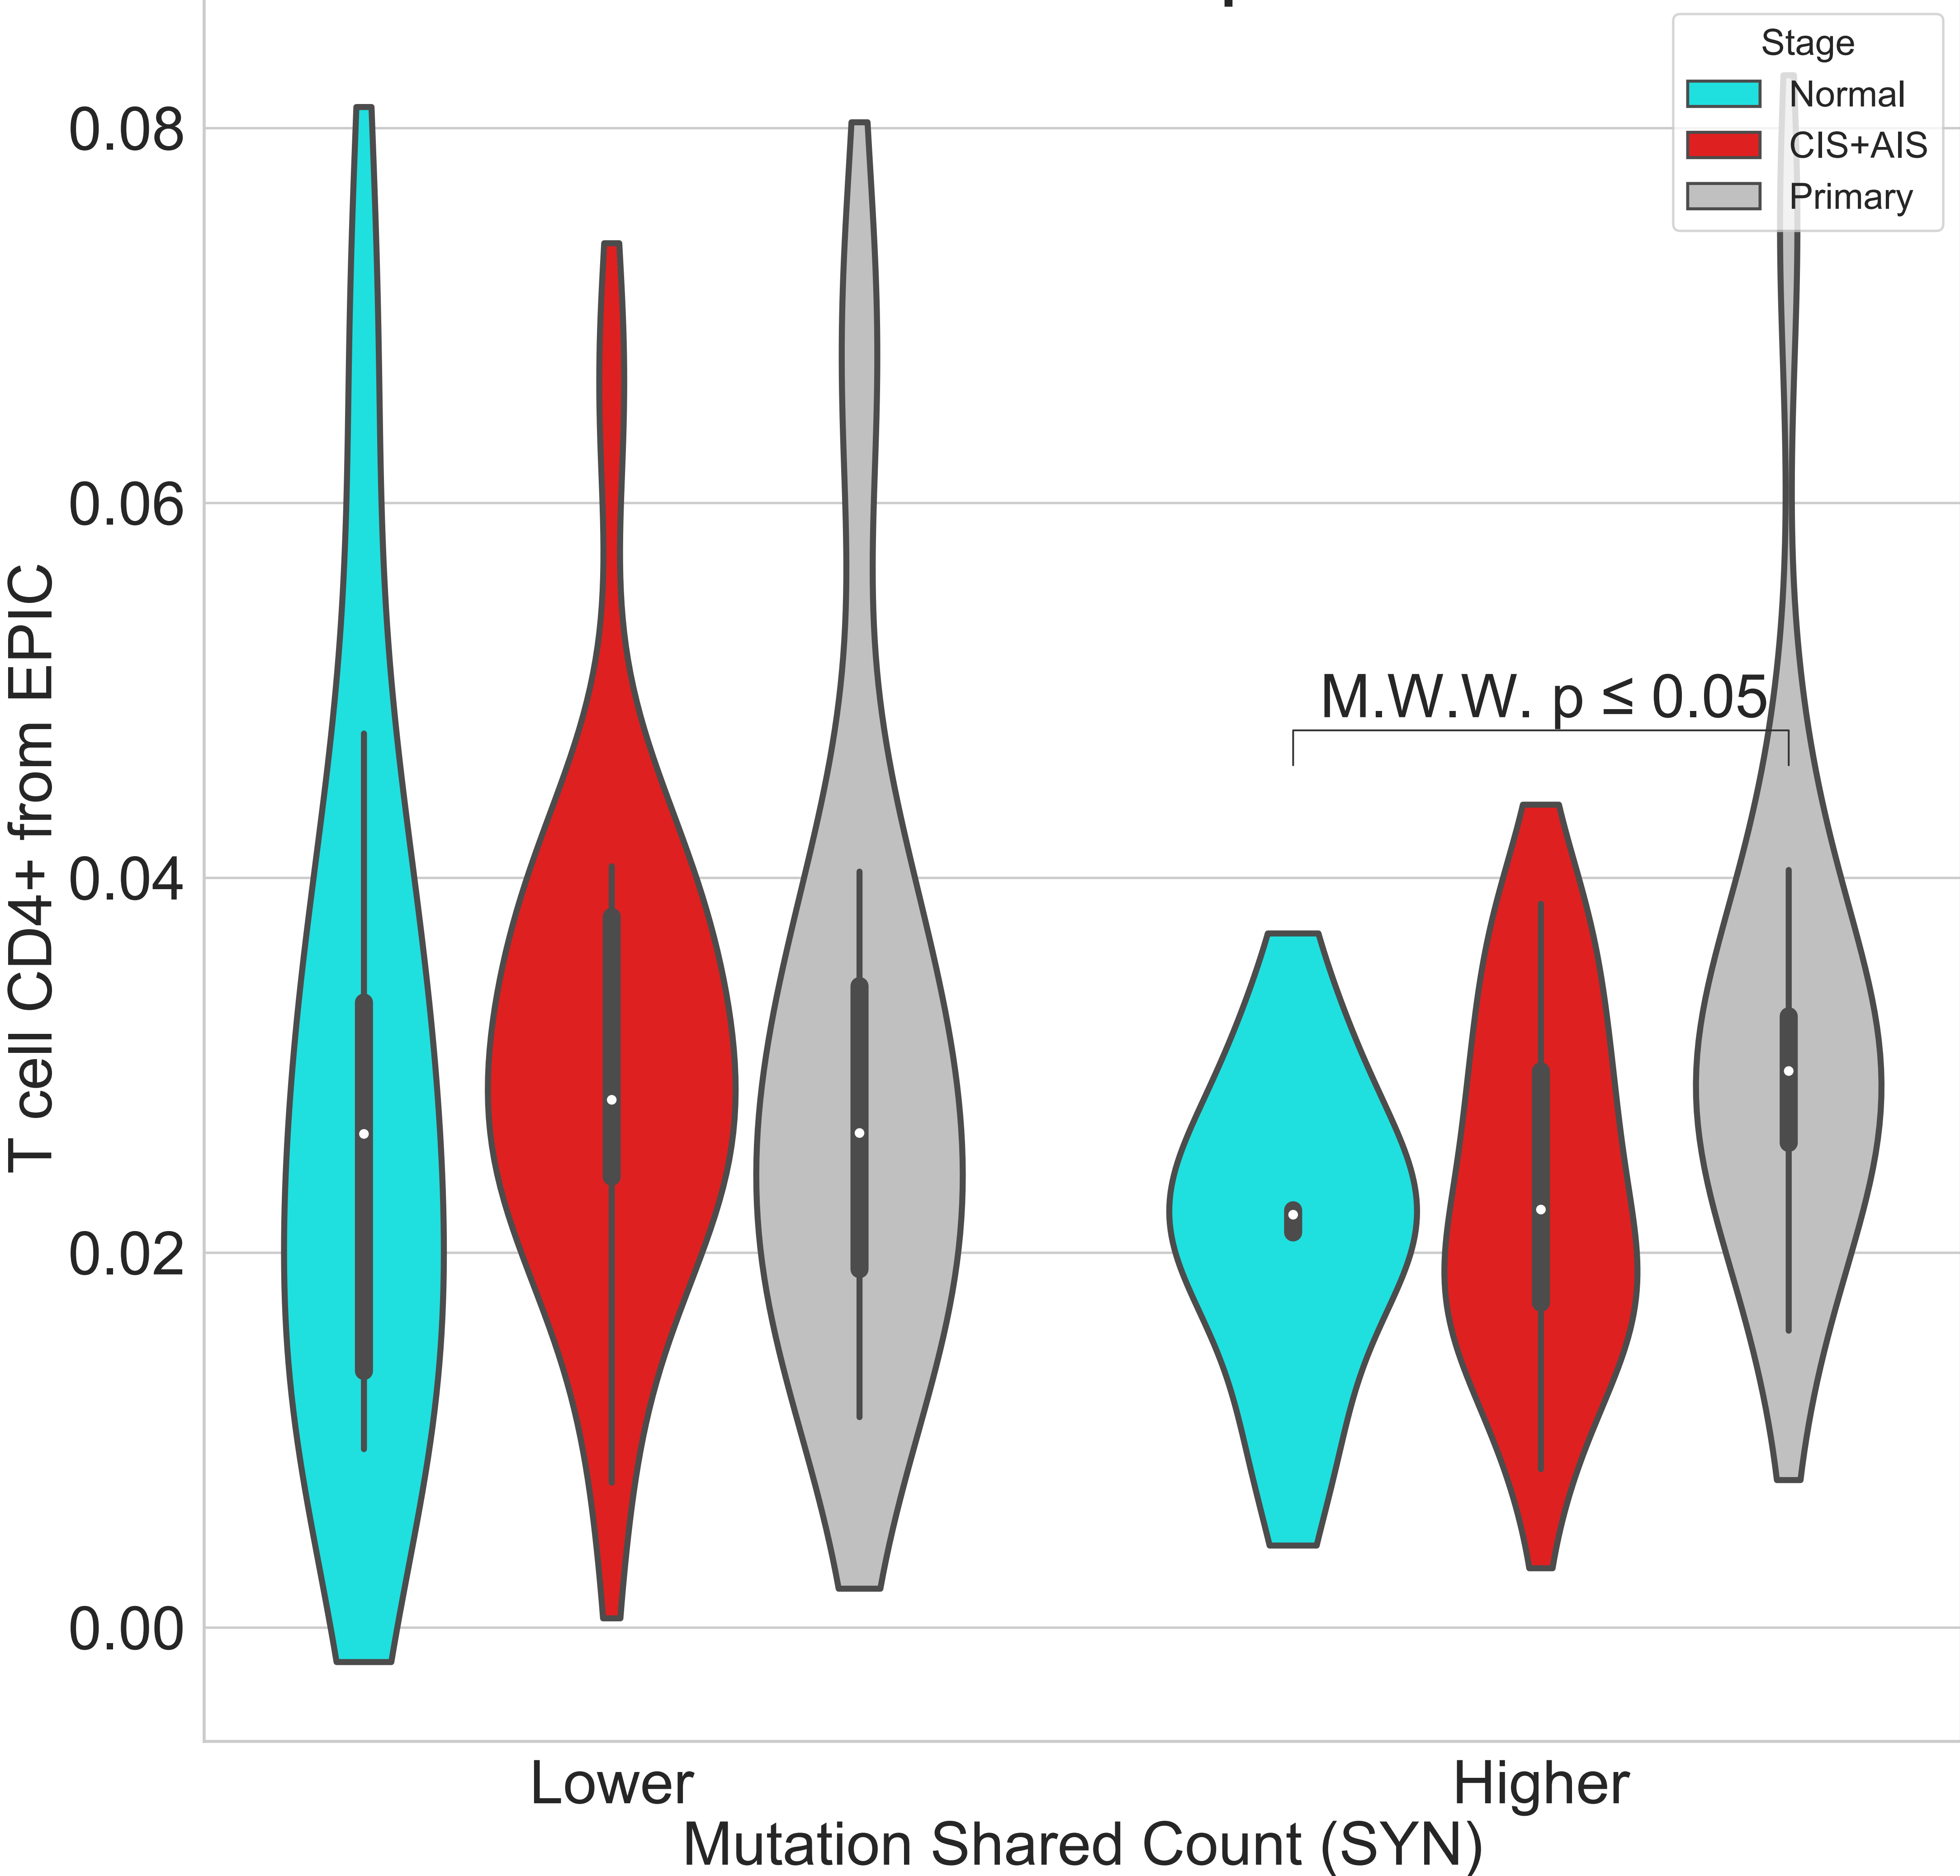 Stage
Normal
CIS+AIS
Primary
0.08
0.06
0.04
0.02
0.00
T cell CD4+ from EPIC
M.W.W. p ≤ 0.05
Lower
Higher
Mutation Shared Count (SYN)